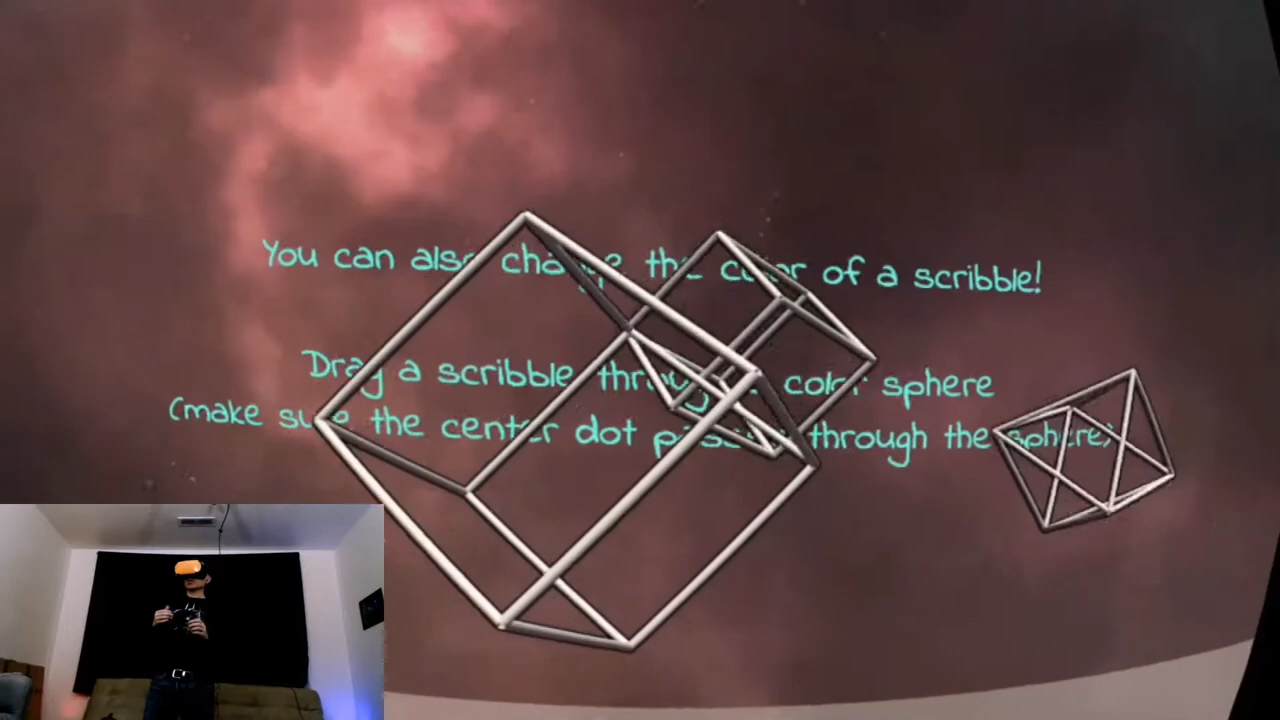 You can also change the color of a scribble!
Drag a scribble through a color sphere
(make sure the center dot passes through the sphere)